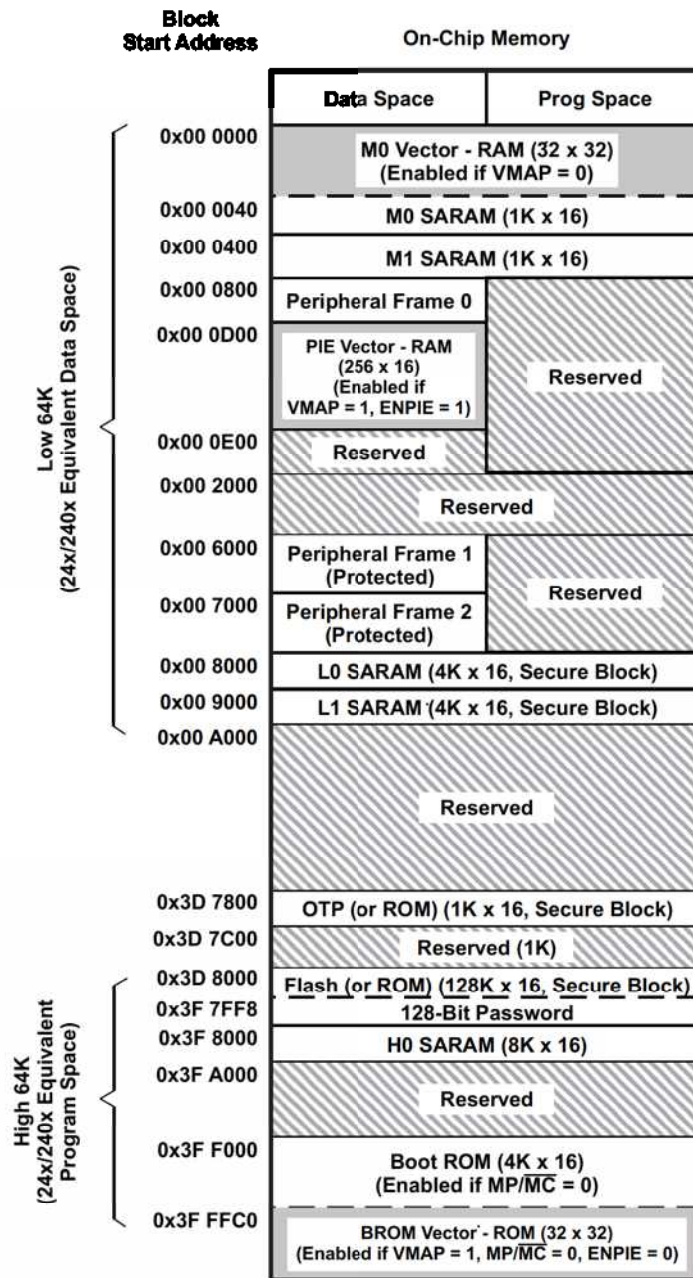 Block
Start Address
On-Chip Memory
Data Space
Prog Space
0x00 0000
M0 Vector - RAM (32 x 32)
(Enabled if VMAP = 0)
0x00 0040
M0 SARAM (1K x 16)
0x00 0400
M1 SARAM (1K x 16)
0x00 0800
Peripheral Frame 0
0x00 0D00
PIE Vector - RAM
(256 x 16)
(Enabled if
VMAP = 1, ENPIE = 1)
Reserved
0x00 0E00
Reserved
0x00 2000
Reserved
0x00 6000
Peripheral Frame 1
(Protected)
Reserved
0x00 7000
Peripheral Frame 2
(Protected)
0x00 8000
L0 SARAM (4K x 16, Secure Block)
0x00 9000
L1 SARAM (4K x 16, Secure Block)
0x00 A000
Reserved
0x3D 7800
OTP (or ROM) (1K x 16, Secure Block)
0x3D 7C00
Reserved (1K)
0x3D 8000
Flash (or ROM) (128K x 16, Secure Block)
0x3F 7FF8
128-Bit Password
0x3F 8000
H0 SARAM (8K x 16)
0x3F A000
Reserved
0x3F F000
Boot ROM (4K x 16)
(Enabled if MP/MC = 0)
0x3F FFC0
BROM Vector - ROM (32 x 32)
(Enabled if VMAP = 1, MP/MC = 0, ENPIE = 0)
Low 64K
(24x/240x Equivalent Data Space)
High 64K
(24x/240x Equivalent
Program Space)